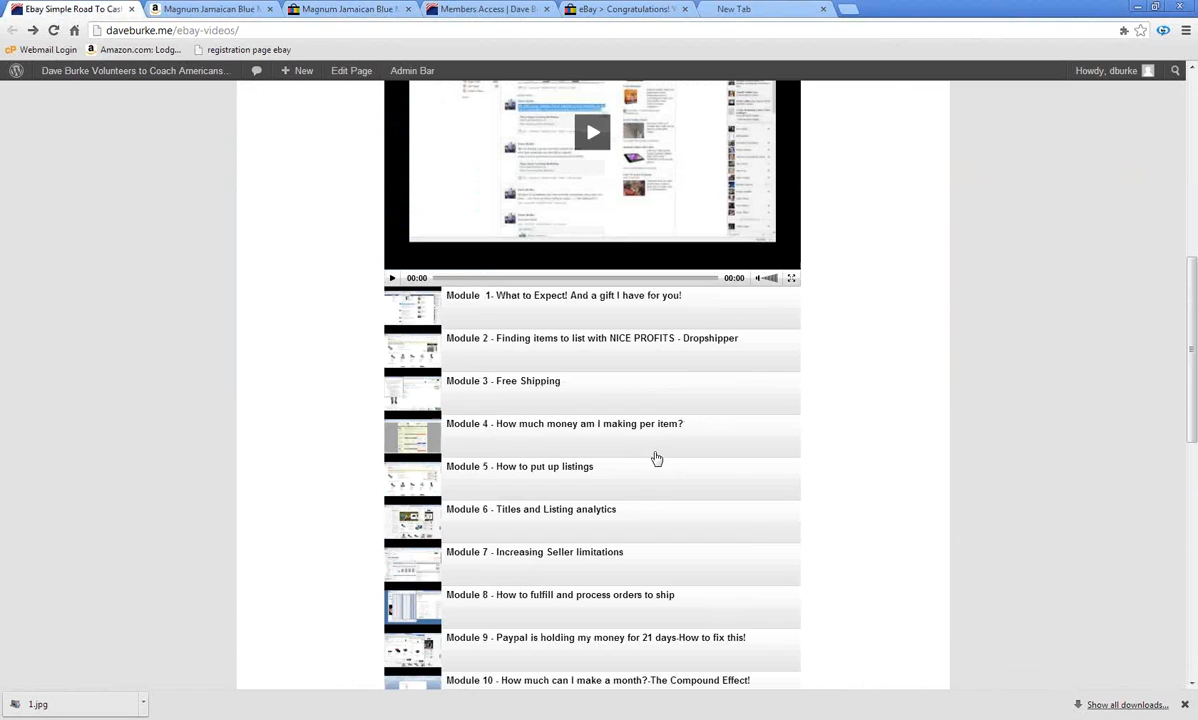 Ebay Simple Road To Cas
Magnum Jamaican Blue M
Magnum Jamaican Blue M
Members Access | Dave B
eBay > Congratulations! V
New Tab
daveburke.me/ebay-videos/
Webmail Login
Amazon.com: Lodg...
registration page ebay
Dave Burke Volunteers to Coach Americans...
New
Edit Page
Admin Bar
Howdy, dburke
00:00
00:00
Module 1- What to Expect! And a gift I have for you!
Module 2 - Finding items to list with NICE PROFITS - Dropshipper
Module 3 - Free Shipping
Module 4 - How much money am I making per item?
Module 5 - How to put up listings
Module 6 - Titles and Listing analytics
Module 7 - Increasing Seller limitations
Module 8 - How to fulfill and process orders to ship
Module 9 - Paypal is holding my money for 21 days-How to fix this!
Module 10 - How much can I make a month?-The Compound Effect!
1.jpg
Show all downloads...